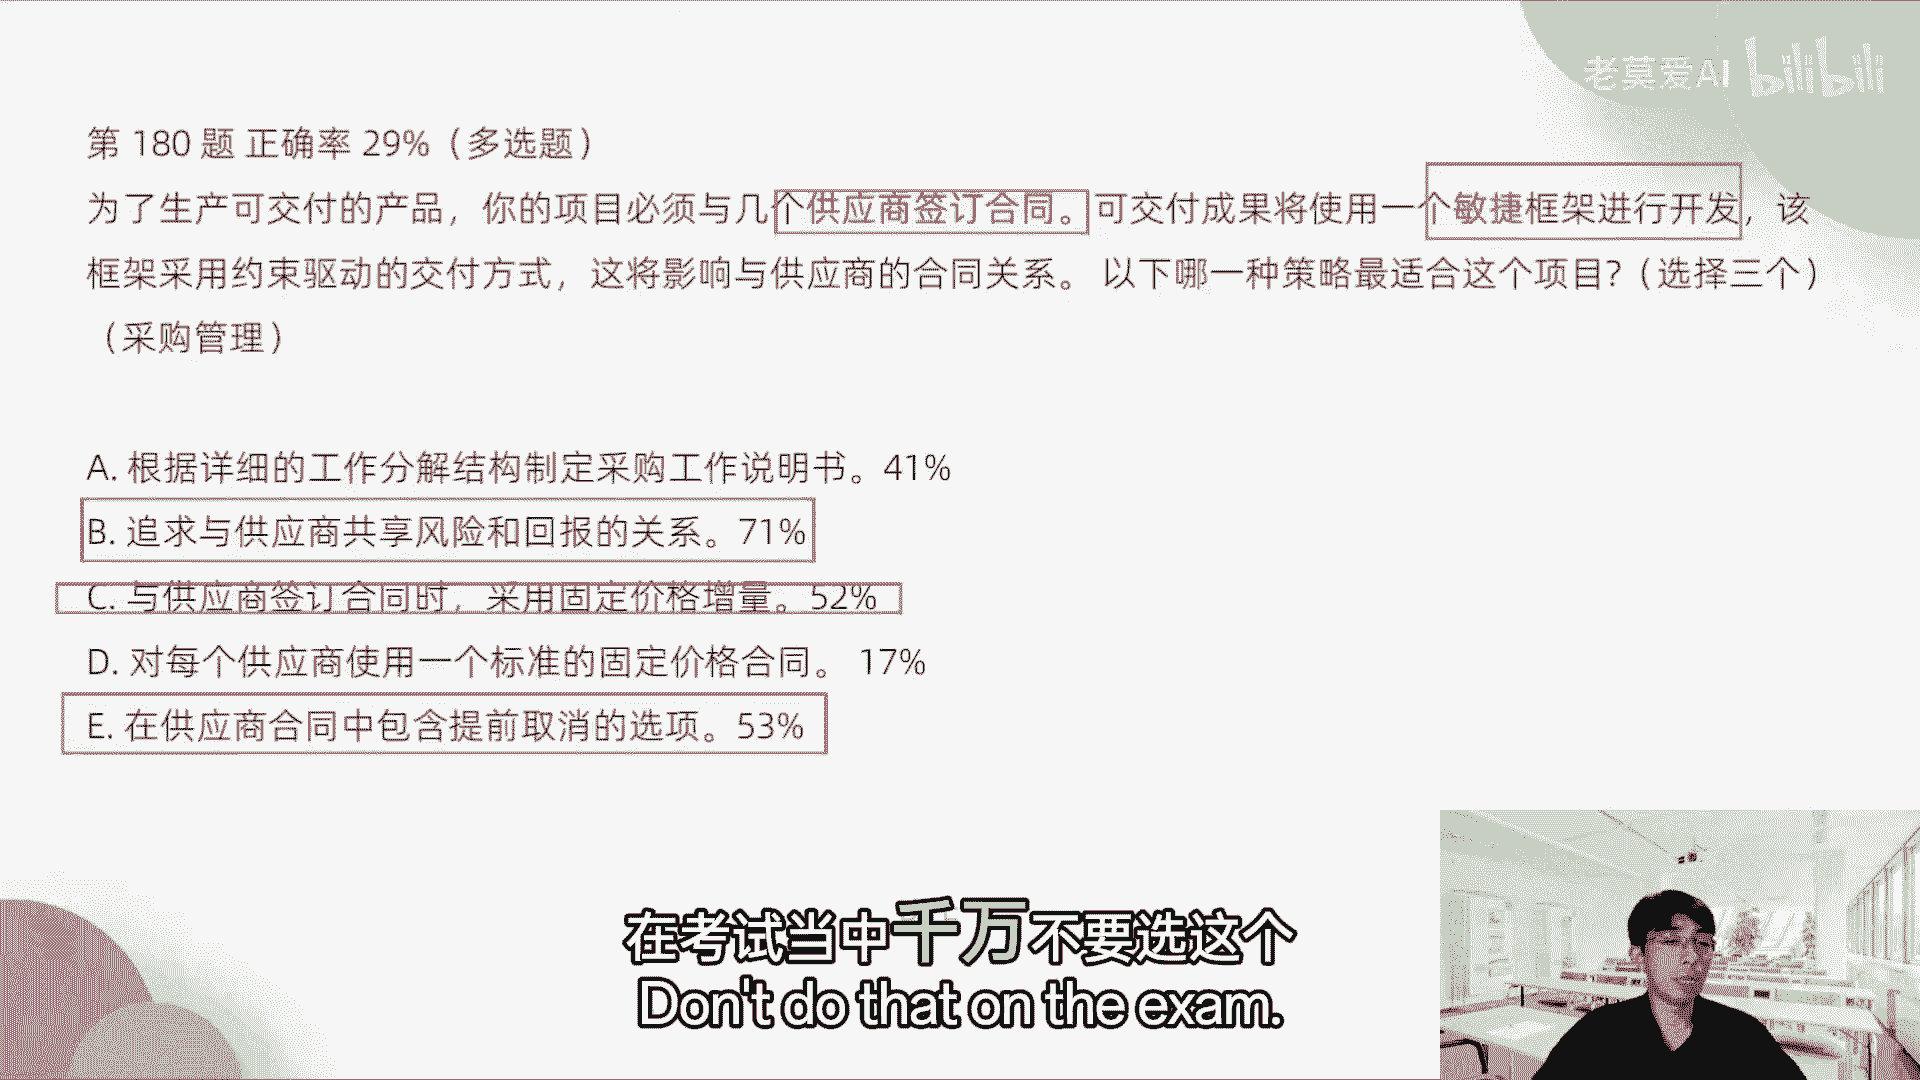 老莫爱AI bilibili
第 180 题 正确率 29%（多选题）
为了生产可交付的产品，你的项目必须与几个供应商签订合同。可交付成果将使用一个敏捷框架进行开发，该
框架采用约束驱动的交付方式，这将影响与供应商的合同关系。 以下哪一种策略最适合这个项目?（选择三个）
（采购管理）
A. 根据详细的工作分解结构制定采购工作说明书。41%
B. 追求与供应商共享风险和回报的关系。71%
C. 与供应商签订合同时，采用固定价格增量。52%
D. 对每个供应商使用一个标准的固定价格合同。 17%
E. 在供应商合同中包含提前取消的选项。53%
在考试当中千万不要选这个
Don't do that on the exam.